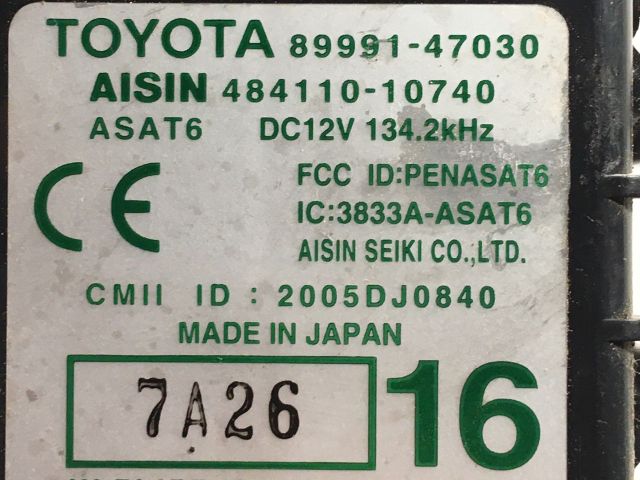 TOYOTA 89991-47030
AISIN 484110-10740
ASAT6 DC12V 134.2kHz
CE FCC ID:PENASAT6
IC:3833A-ASAT6
AISIN SEIKI CO.,LTD.
CMII ID : 2005DJ0840
MADE IN JAPAN
7A26 16